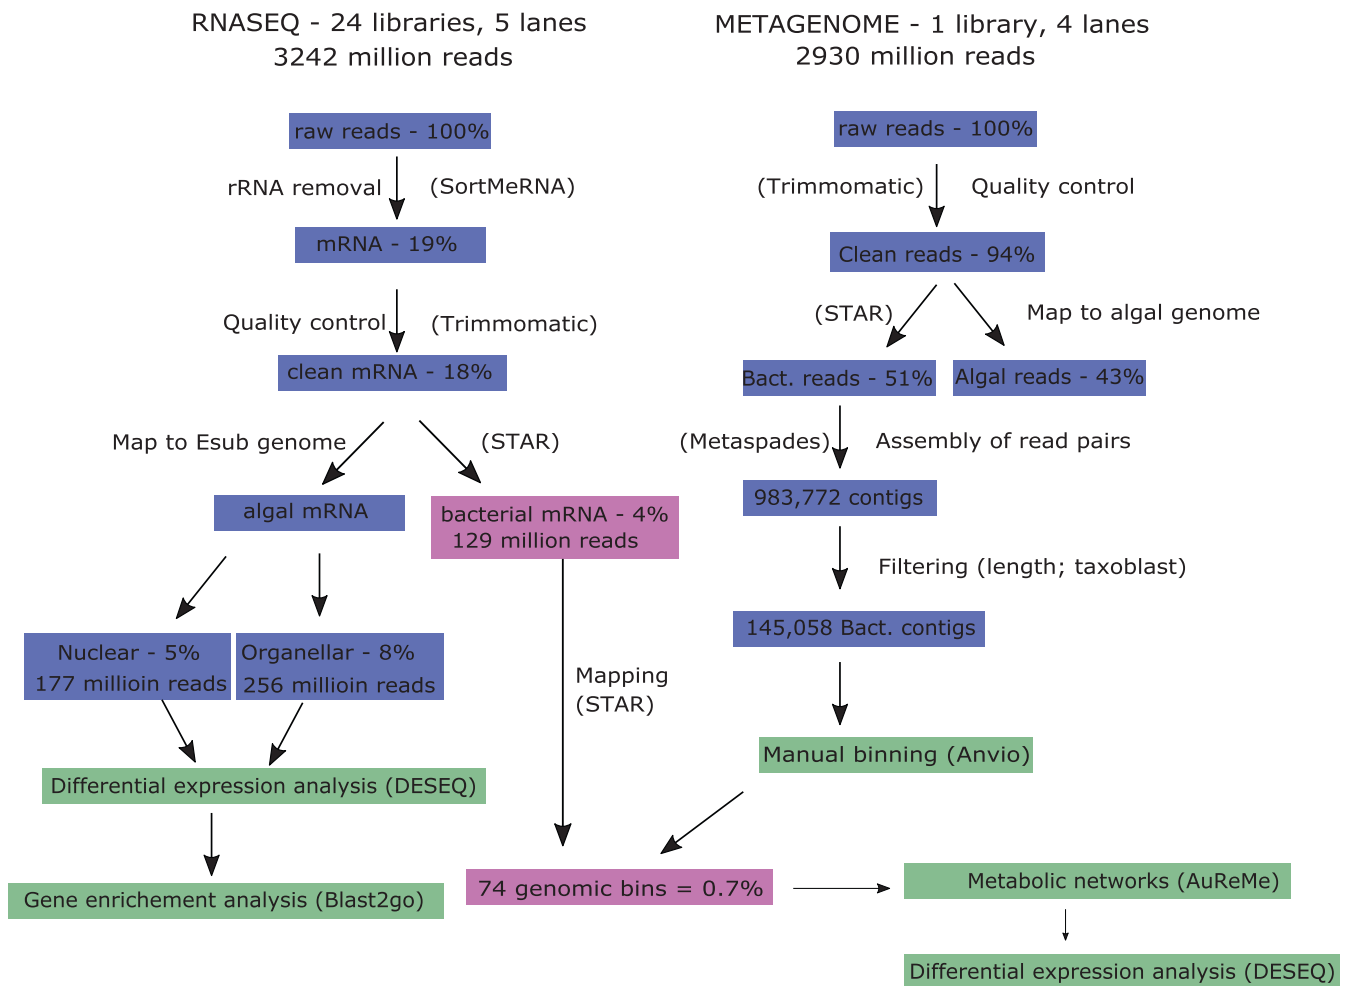 RNASEQ - 24 libraries, 5 lanes
3242 million reads
raw reads - 100%
rRNA removal
(SortMeRNA)
mRNA - 19%
Quality control
(Trimmomatic)
clean mRNA - 18%
Map to Esub genome
(STAR)
algal mRNA
bacterial mRNA - 4%
129 million reads
Nuclear - 5%
177 millioin reads
Organellar - 8%
256 millioin reads
Mapping
(STAR)
Differential expression analysis (DESEQ)
Gene enrichement analysis (Blast2go)
METAGENOME - 1 library, 4 lanes
2930 million reads
raw reads - 100%
(Trimmomatic)
Quality control
Clean reads - 94%
(STAR)
Map to algal genome
Bact. reads - 51%
Algal reads - 43%
(Metaspades)
Assembly of read pairs
983,772 contigs
Filtering (length; taxoblast)
145,058 Bact. contigs
Manual binning (Anvio)
74 genomic bins = 0.7%
Metabolic networks (AuReMe)
Differential expression analysis (DESEQ)